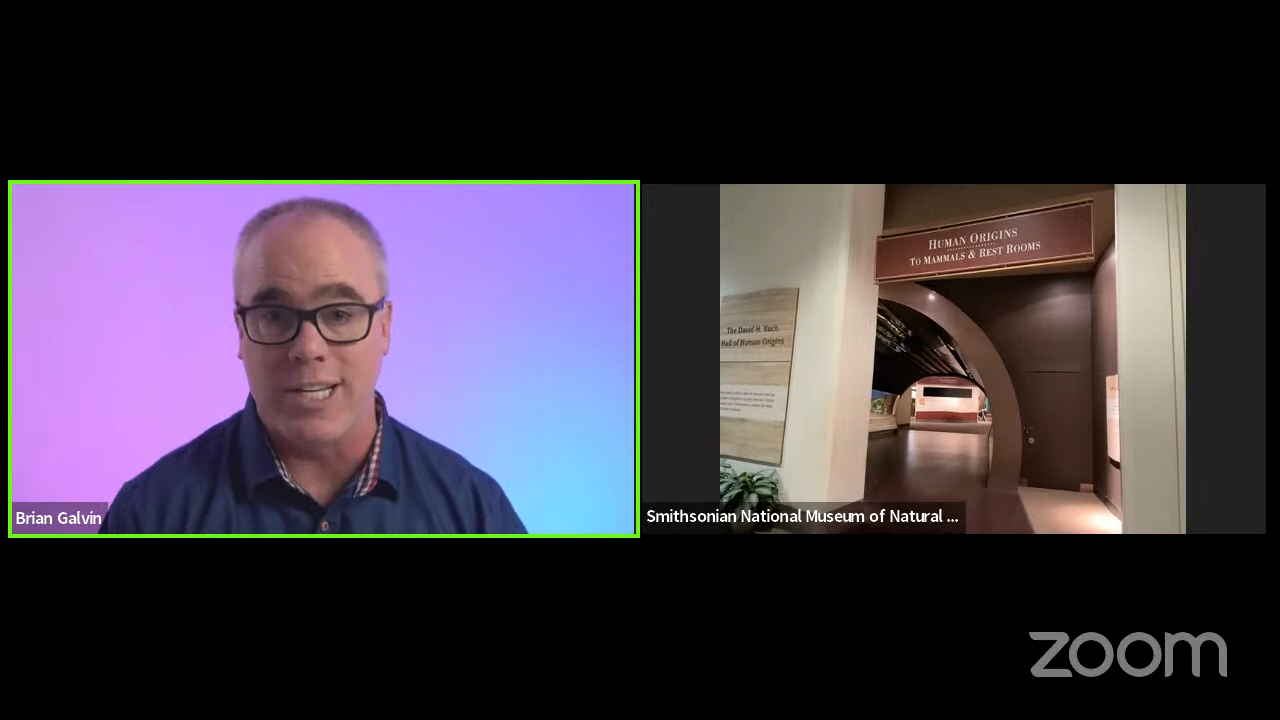 Brian Galvin
HUMAN ORIGINS
TO MAMMALS & REST ROOMS
The David H. Koch
Hall of Human Origins
Smithsonian National Museum of Natural ...
zoom